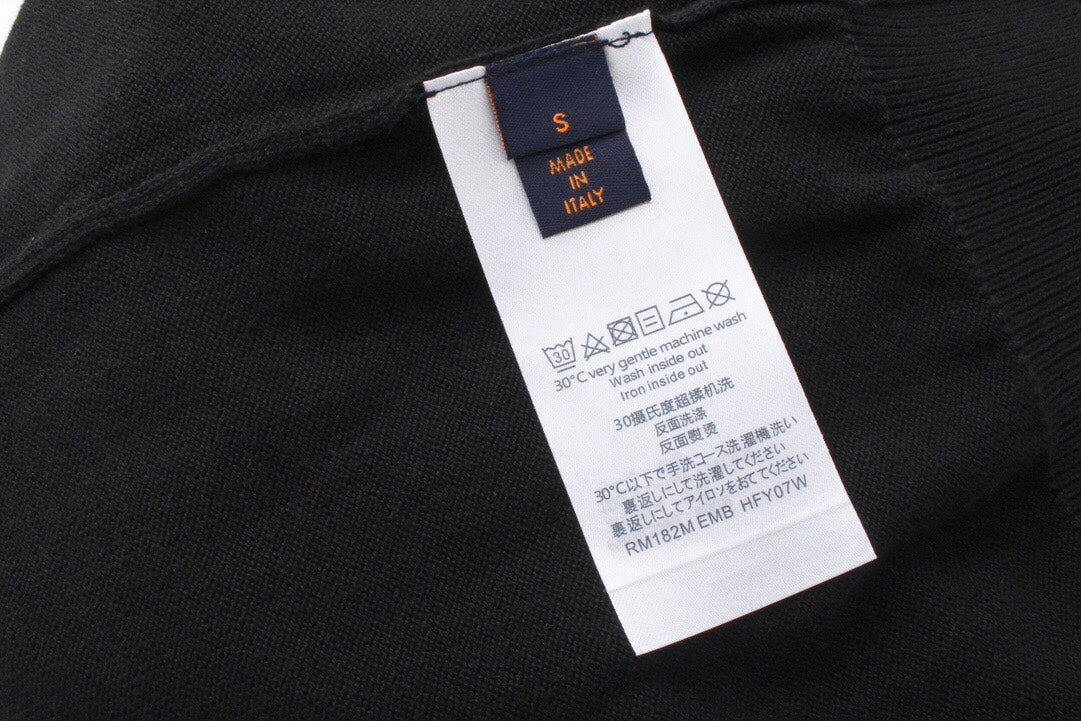 S
MADE
IN
ITALY
30
30°C very gentle machine wash
Wash inside out
Iron inside out
30摄氏度超揉机洗
反面洗涤
反面熨烫
30°C以下で手洗コース洗濯機洗い
裏返しにして洗濯してください
裏返しにしてアイロンをおててください
RM182M EMB HFY07W